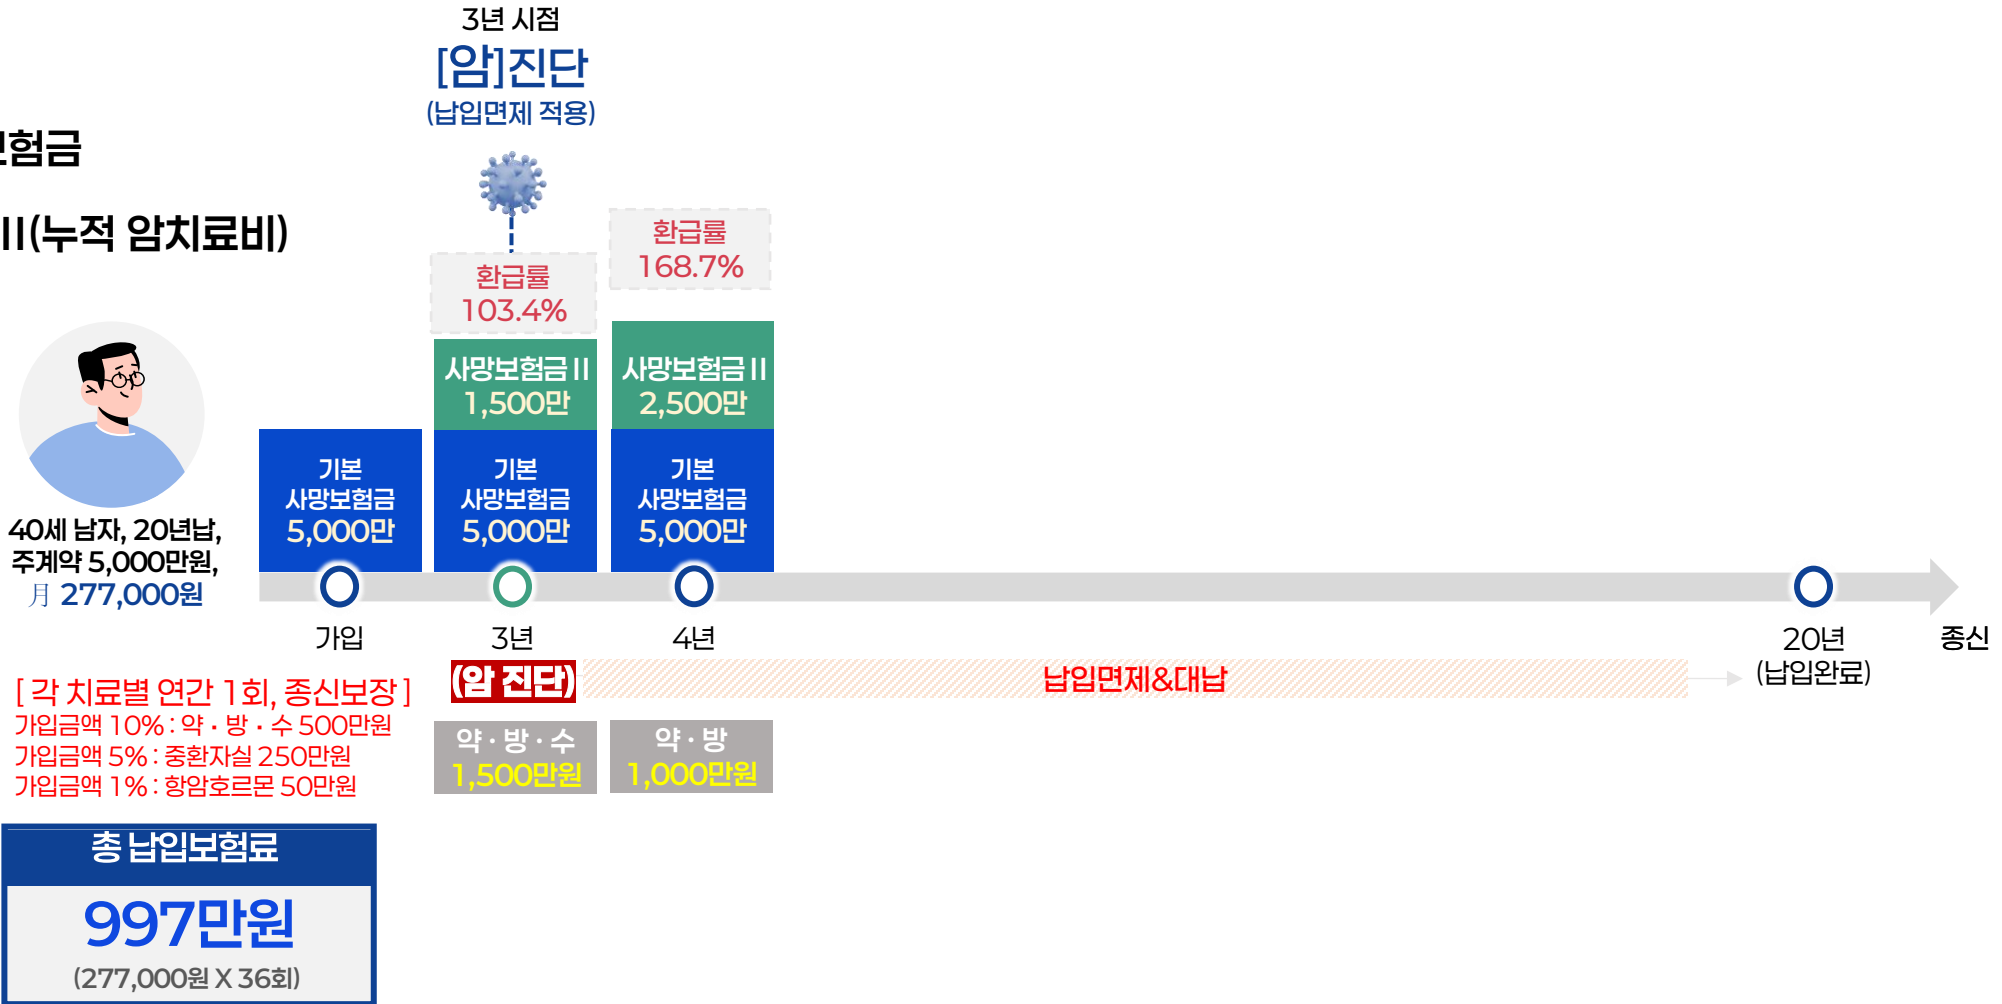 3년 시점
[암]진단
(납입면제 적용)
보험금
II(누적 암치료비)
환급률
103.4%
환급률
168.7%
사망보험금 II
1,500만
사망보험금 II
2,500만
기본
사망보험금
5,000만
기본
사망보험금
5,000만
기본
사망보험금
5,000만
40세 남자, 20년납,
주계약 5,000만원,
月 277,000원
가입
3년
4년
20년
(납입완료)
종신
(암 진단)
납입면제&대납
[ 각 치료별 연간 1회, 종신보장 ]
가입금액 10% : 약 · 방 · 수 500만원
가입금액 5% : 중환자실 250만원
가입금액 1% : 항암호르몬 50만원
약 · 방 · 수
1,500만원
약 · 방
1,000만원
총 납입보험료
997만원
(277,000원 X 36회)